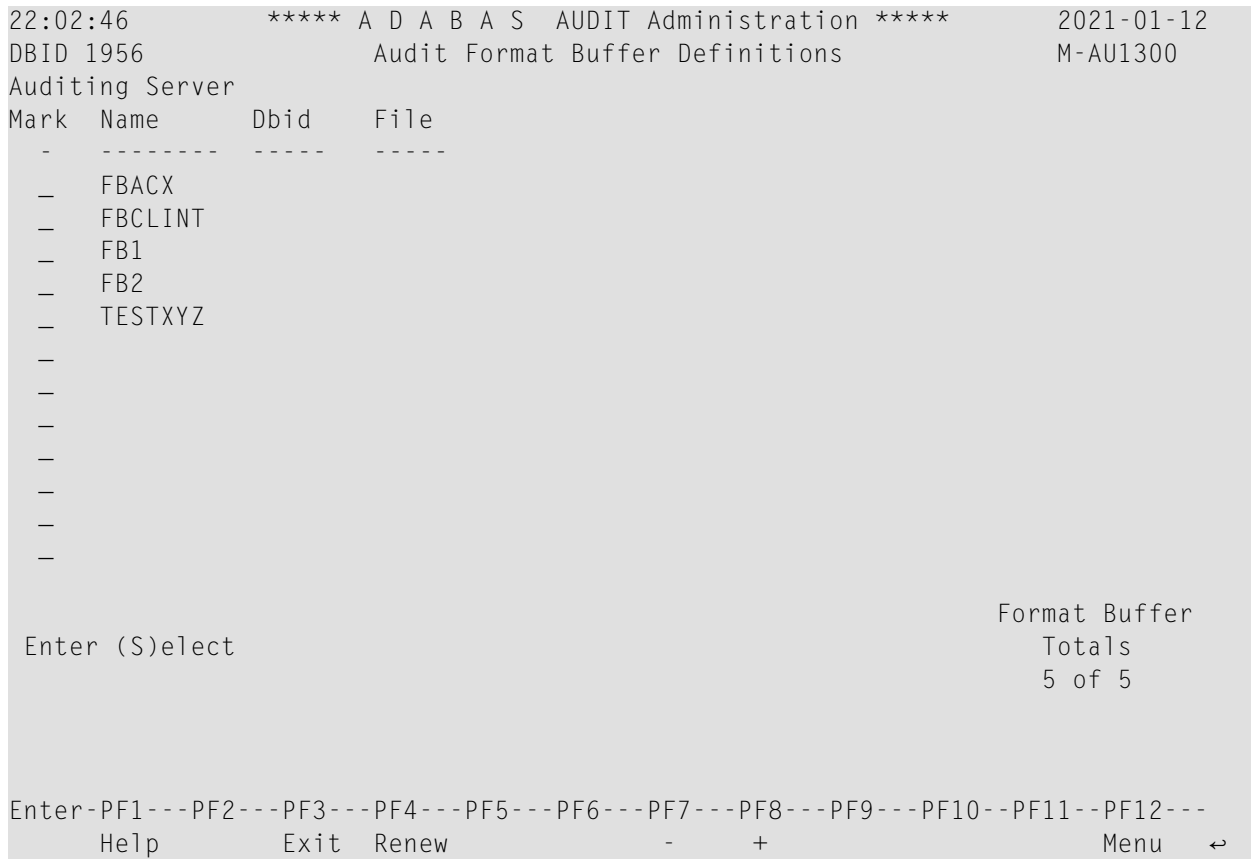 22:02:46         ***** A D A B A S  AUDIT Administration *****       2021-01-12
DBID 1956                Audit Format Buffer Definitions              M-AU1300
Auditing Server
Mark  Name      Dbid    File
  -   --------  -----   -----
  _   FBACX
  _   FBCLINT
  _   FB1
  _   FB2
  _   TESTXYZ
  _
  _
  _
  _
  _
  _
  _
                                                                 Format Buffer
 Enter (S)elect                                                     Totals
                                                                    5 of 5
Enter-PF1---PF2---PF3---PF4---PF5---PF6---PF7---PF8---PF9---PF10--PF11--PF12---
      Help        Exit  Renew              -     +                      Menu   ↩